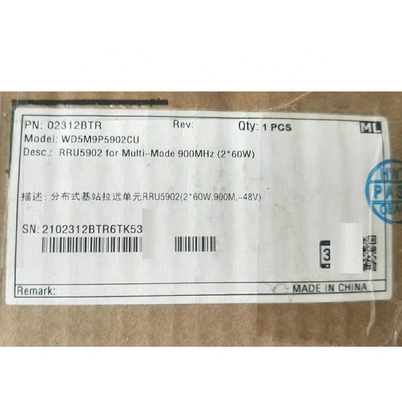 PN: 02312BTR Rev: Qty: 1 PCS ML
Model: WD5M9P5902CU
Desc.: RRU5902 for Multi-Mode 900MHz (2*60W)
描述: 分布式基站拉远单元RRU5902(2*60W,900M,-48V)
PAS
SN: 2102312BTR6TK53
3
Remark: MADE IN CHINA